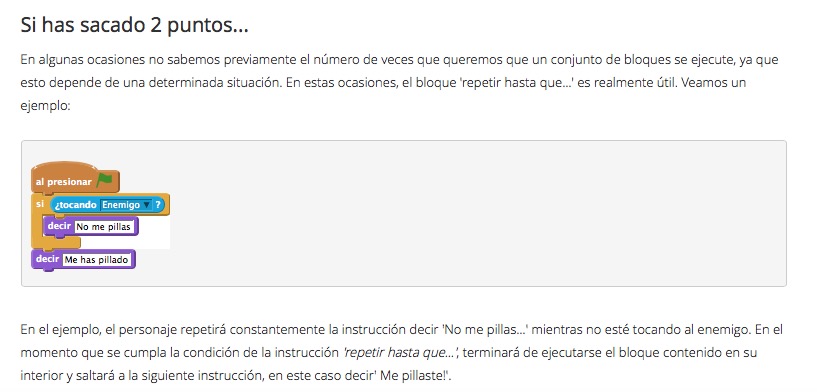 Si has sacado 2 puntos...
En algunas ocasiones no sabemos previamente el número de veces que queremos que un conjunto de bloques se ejecute, ya que
esto depende de una determinada situación. En estas ocasiones, el bloque 'repetir hasta que...' es realmente útil. Veamos un
ejemplo:
al presionar
si ¿tocando Enemigo ?
decir No me pillas
decir Me has pillado
En el ejemplo, el personaje repetirá constantemente la instrucción decir 'No me pillas...' mientras no esté tocando al enemigo. En el
momento que se cumpla la condición de la instrucción 'repetir hasta que...', terminará de ejecutarse el bloque contenido en su
interior y saltará a la siguiente instrucción, en este caso decir' Me pillaste!'.